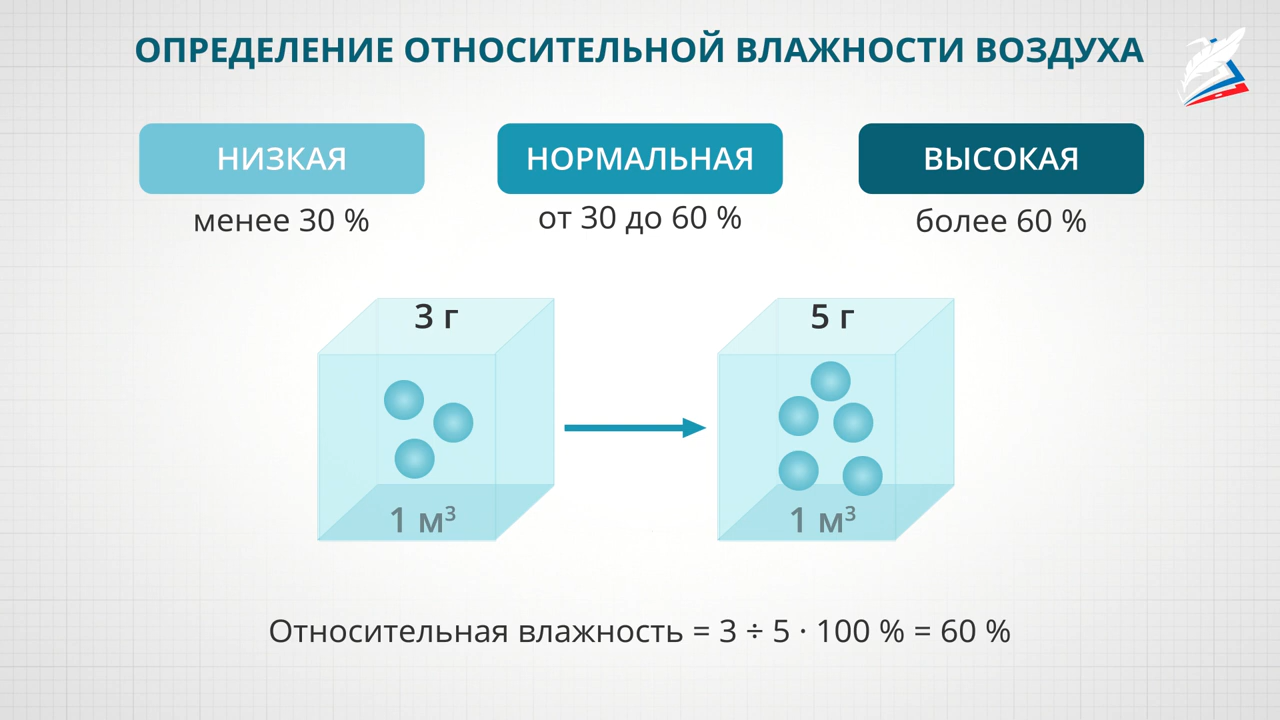 ОПРЕДЕЛЕНИЕ ОТНОСИТЕЛЬНОЙ ВЛАЖНОСТИ ВОЗДУХА
НИЗКАЯ
НОРМАЛЬНАЯ
ВЫСОКАЯ
менее 30 %
от 30 до 60 %
более 60 %
3 г
5 г
1 м³
1 м³
Относительная влажность = 3 ÷ 5 · 100 % = 60 %